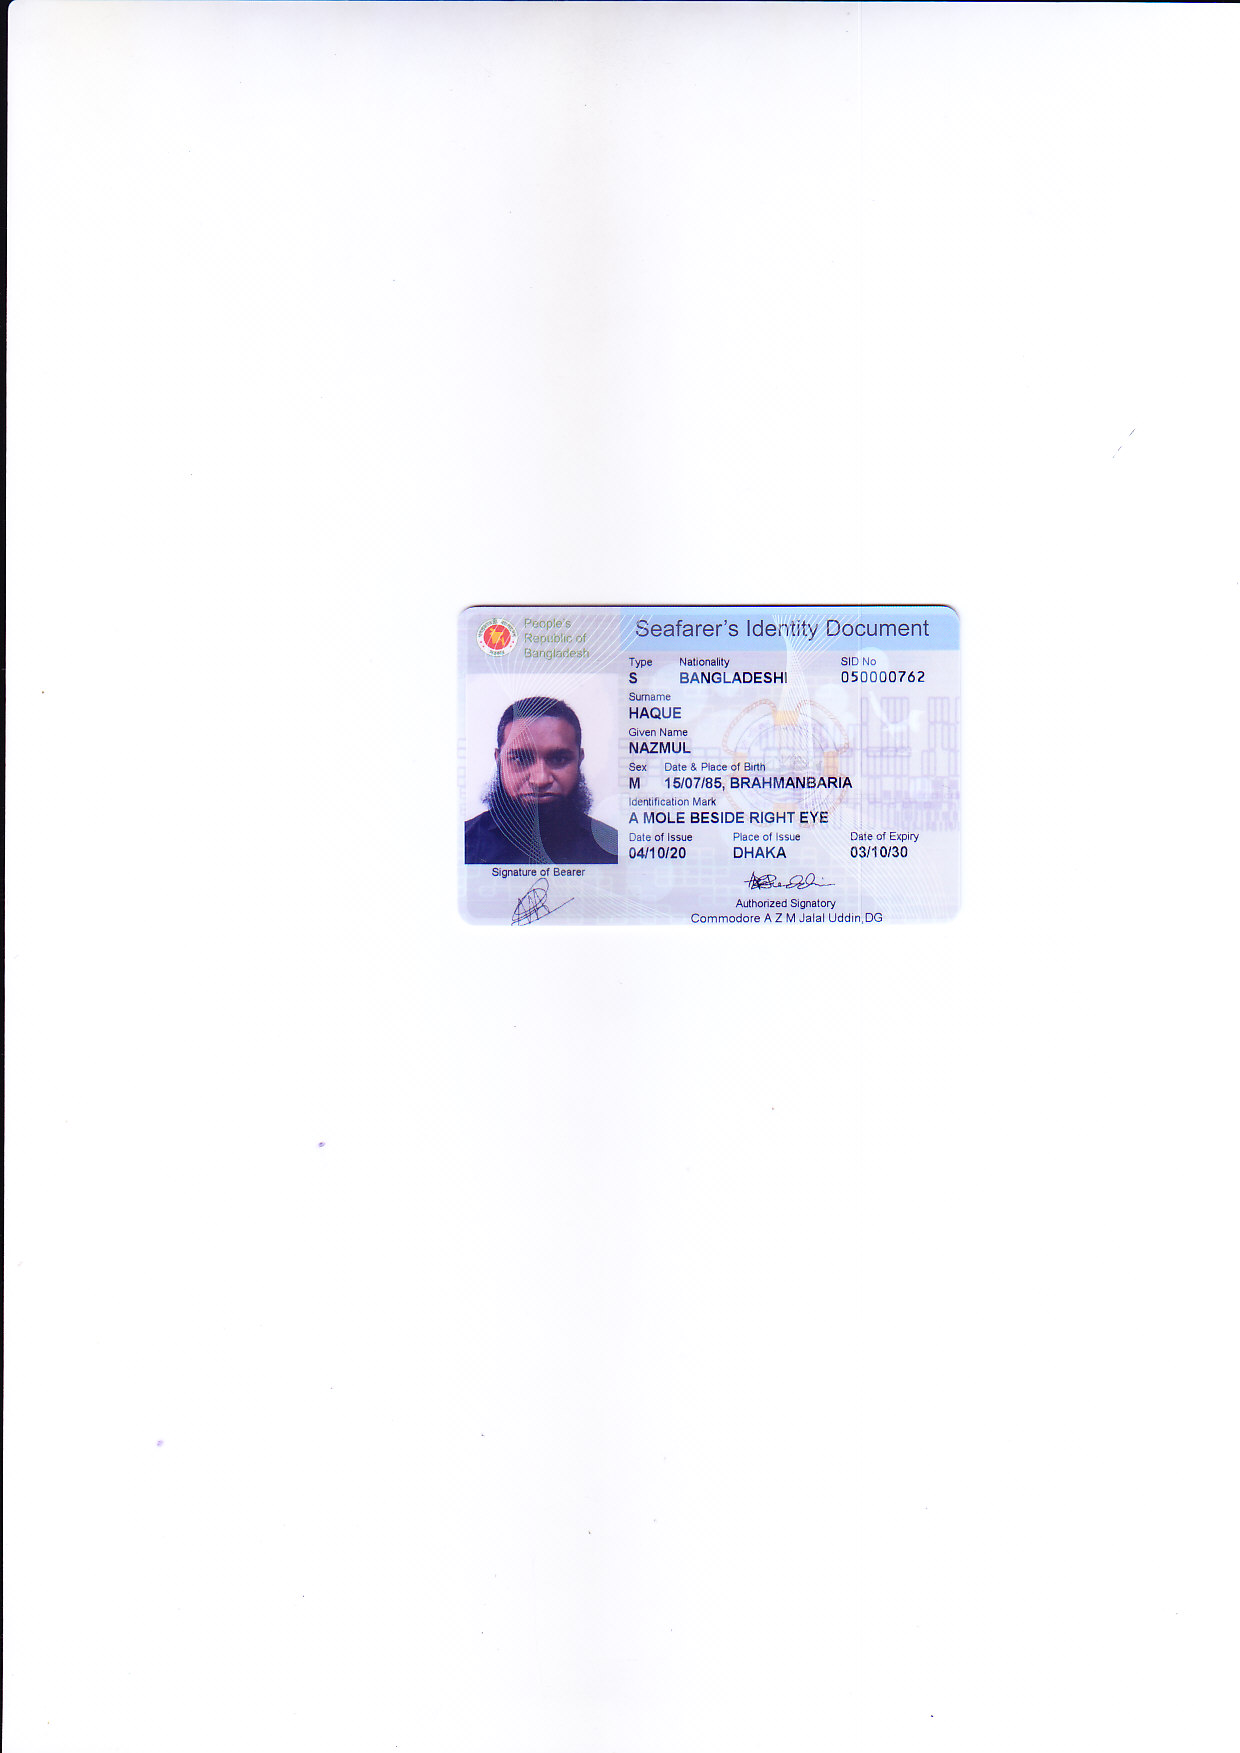 People's
Republic of
Bangladesh
Seafarer's Identity Document
Type Nationality SID No
S BANGLADESHI 050000762
Surname
HAQUE
Given Name
NAZMUL
Sex Date & Place of Birth
M 15/07/85, BRAHMANBARIA
Identification Mark
A MOLE BESIDE RIGHT EYE
Date of Issue Place of Issue Date of Expiry
04/10/20 DHAKA 03/10/30
Signature of Bearer
Authorized Signatory
Commodore A Z M Jalal Uddin,DG